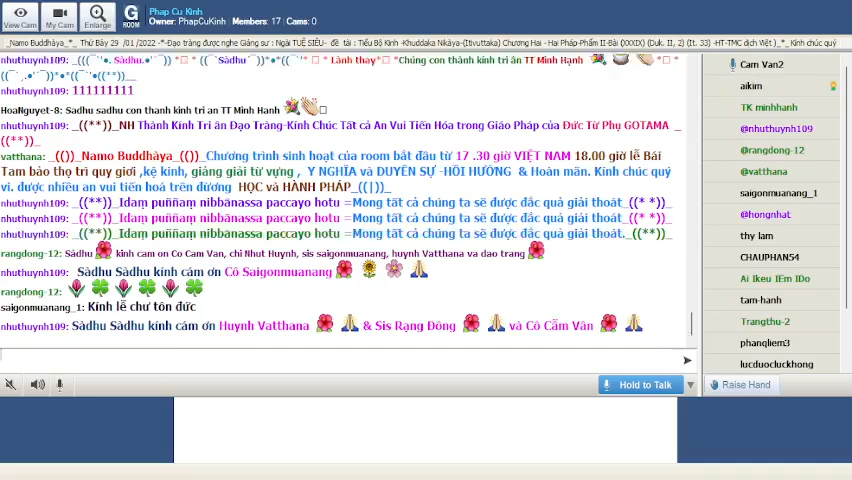 Phap Cu Kinh
Owner: PhapCuKinh | Members: 17 | Cams: 0
View Cam
My Cam
Enlarge
G
ROOM
_Namo Buddhàya_*_ Thứ Bảy 29 /01 /2022 -*-Đạo tràng được nghe Giảng sư : Ngài TUỆ SIÊU- đề tài : Tiểu Bộ Kinh -Khuddaka Nikàya-(Itivuttaka) Chương Hai - Hai Pháp-Phẩm II-Bài (XXXIX) (Duk. II, 2) (It. 33) -HT-TMC dịch Việt )_*_ Kính chúc quý
nhuthuynh109: Sàdhu Sàdhu Lành thay Chúng con thành kính tri ân TT Minh Hạnh
nhuthuynh109: 111111111
HoaNguyet-8: Sadhu sadhu con thanh kinh tri an TT Minh Hanh
nhuthuynh109: _((**))_NH Thành Kính Tri ân Đạo Tràng-Kính Chúc Tất cả An Vui Tiến Hóa trong Giáo Pháp của Đức Từ Phụ GOTAMA _
((**))_
vatthana: _(())_Namo Buddhàya_(())_Chương trình sinh hoạt của room bắt đầu từ 17 .30 giờ VIỆT NAM 18.00 giờ lễ Bái
Tam bảo thọ trì quy giới ,kệ kinh, giảng giải từ vựng , Y NGHĨA và DUYÊN SỰ -HỒI HƯỚNG & Hoàn mãn. Kính chúc quý
vi. được nhiều an vui tiến hoá trên đường HỌC và HÀNH PHÁP_((|))_
nhuthuynh109: _((**))_Idaṃ puññaṃ nibbānassa paccayo hotu =Mong tất cả chúng ta sẽ được đắc quả giải thoát_((* *))_
nhuthuynh109: _((**))_Idaṃ puññaṃ nibbānassa paccayo hotu =Mong tất cả chúng ta sẽ được đắc quả giải thoát_((* *))_
nhuthuynh109: _((**))_Idaṃ puññaṃ nibbānassa paccayo hotu =Mong tất cả chúng ta sẽ được đắc quả giải thoát._((**))_
rangdong-12: Sàdhu kinh cam on Co Cam Van, chi Nhut Huynh, sis saigonmuanang, huynh Vatthana va dao trang
nhuthuynh109: Sàdhu Sàdhu kính cám ơn Cô Saigonmuanang
rangdong-12:
saigonmuanang_1: Kính lễ chư tôn đức
nhuthuynh109: Sàdhu Sàdhu kính cám ơn Huynh Vatthana & Sis Rạng Đông và Cô Cẩm Vân
Hold to Talk
Cam Van2
aikim
TK minhhanh
@nhuthuynh109
@rangdong-12
@vatthana
saigonmuanang_1
@hongnhat
thy lam
CHAUPHAN54
Ai Ikeu IEm IDo
tam-hanh
Trangthu-2
phangliem3
lucduocluckhong
Raise Hand